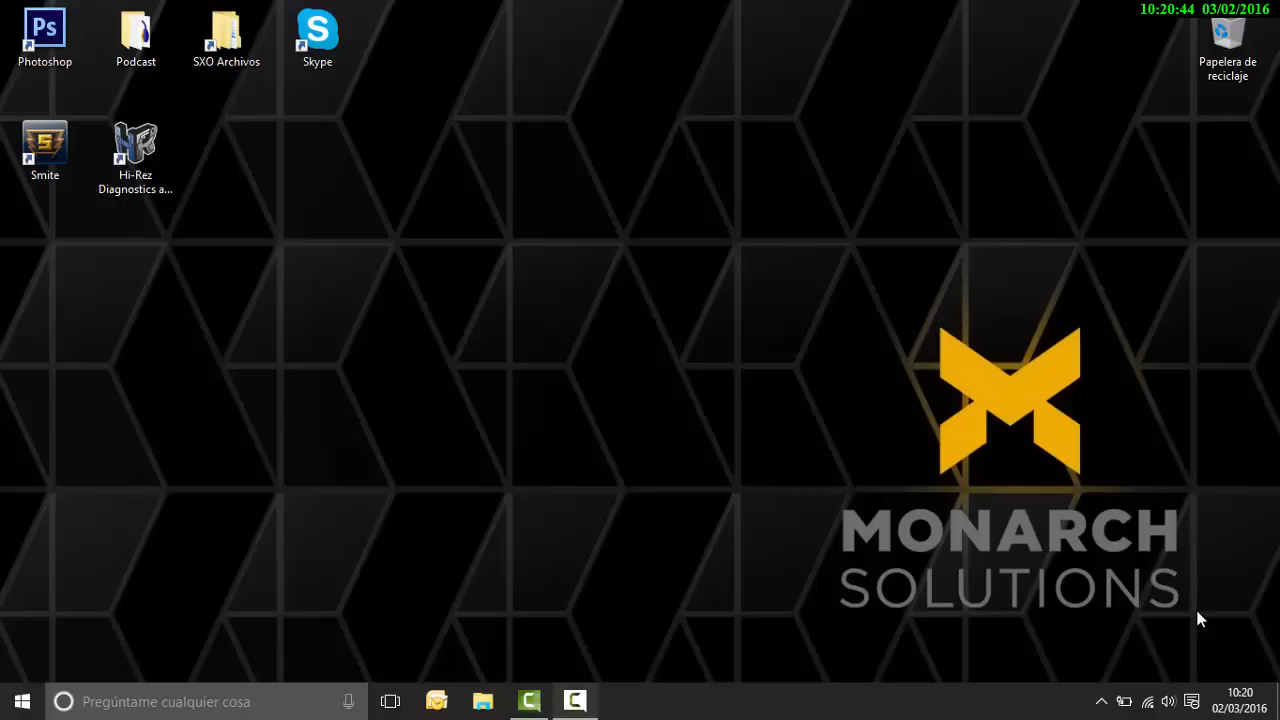 10:20:44 03/02/2016
Ps
Photoshop
Podcast
SXO Archivos
S
Skype
Papelera de
reciclaje
S
Smite
Hi-Rez
Diagnostics a...
MONARCH
SOLUTIONS
Pregúntame cualquier cosa
10:20
02/03/2016